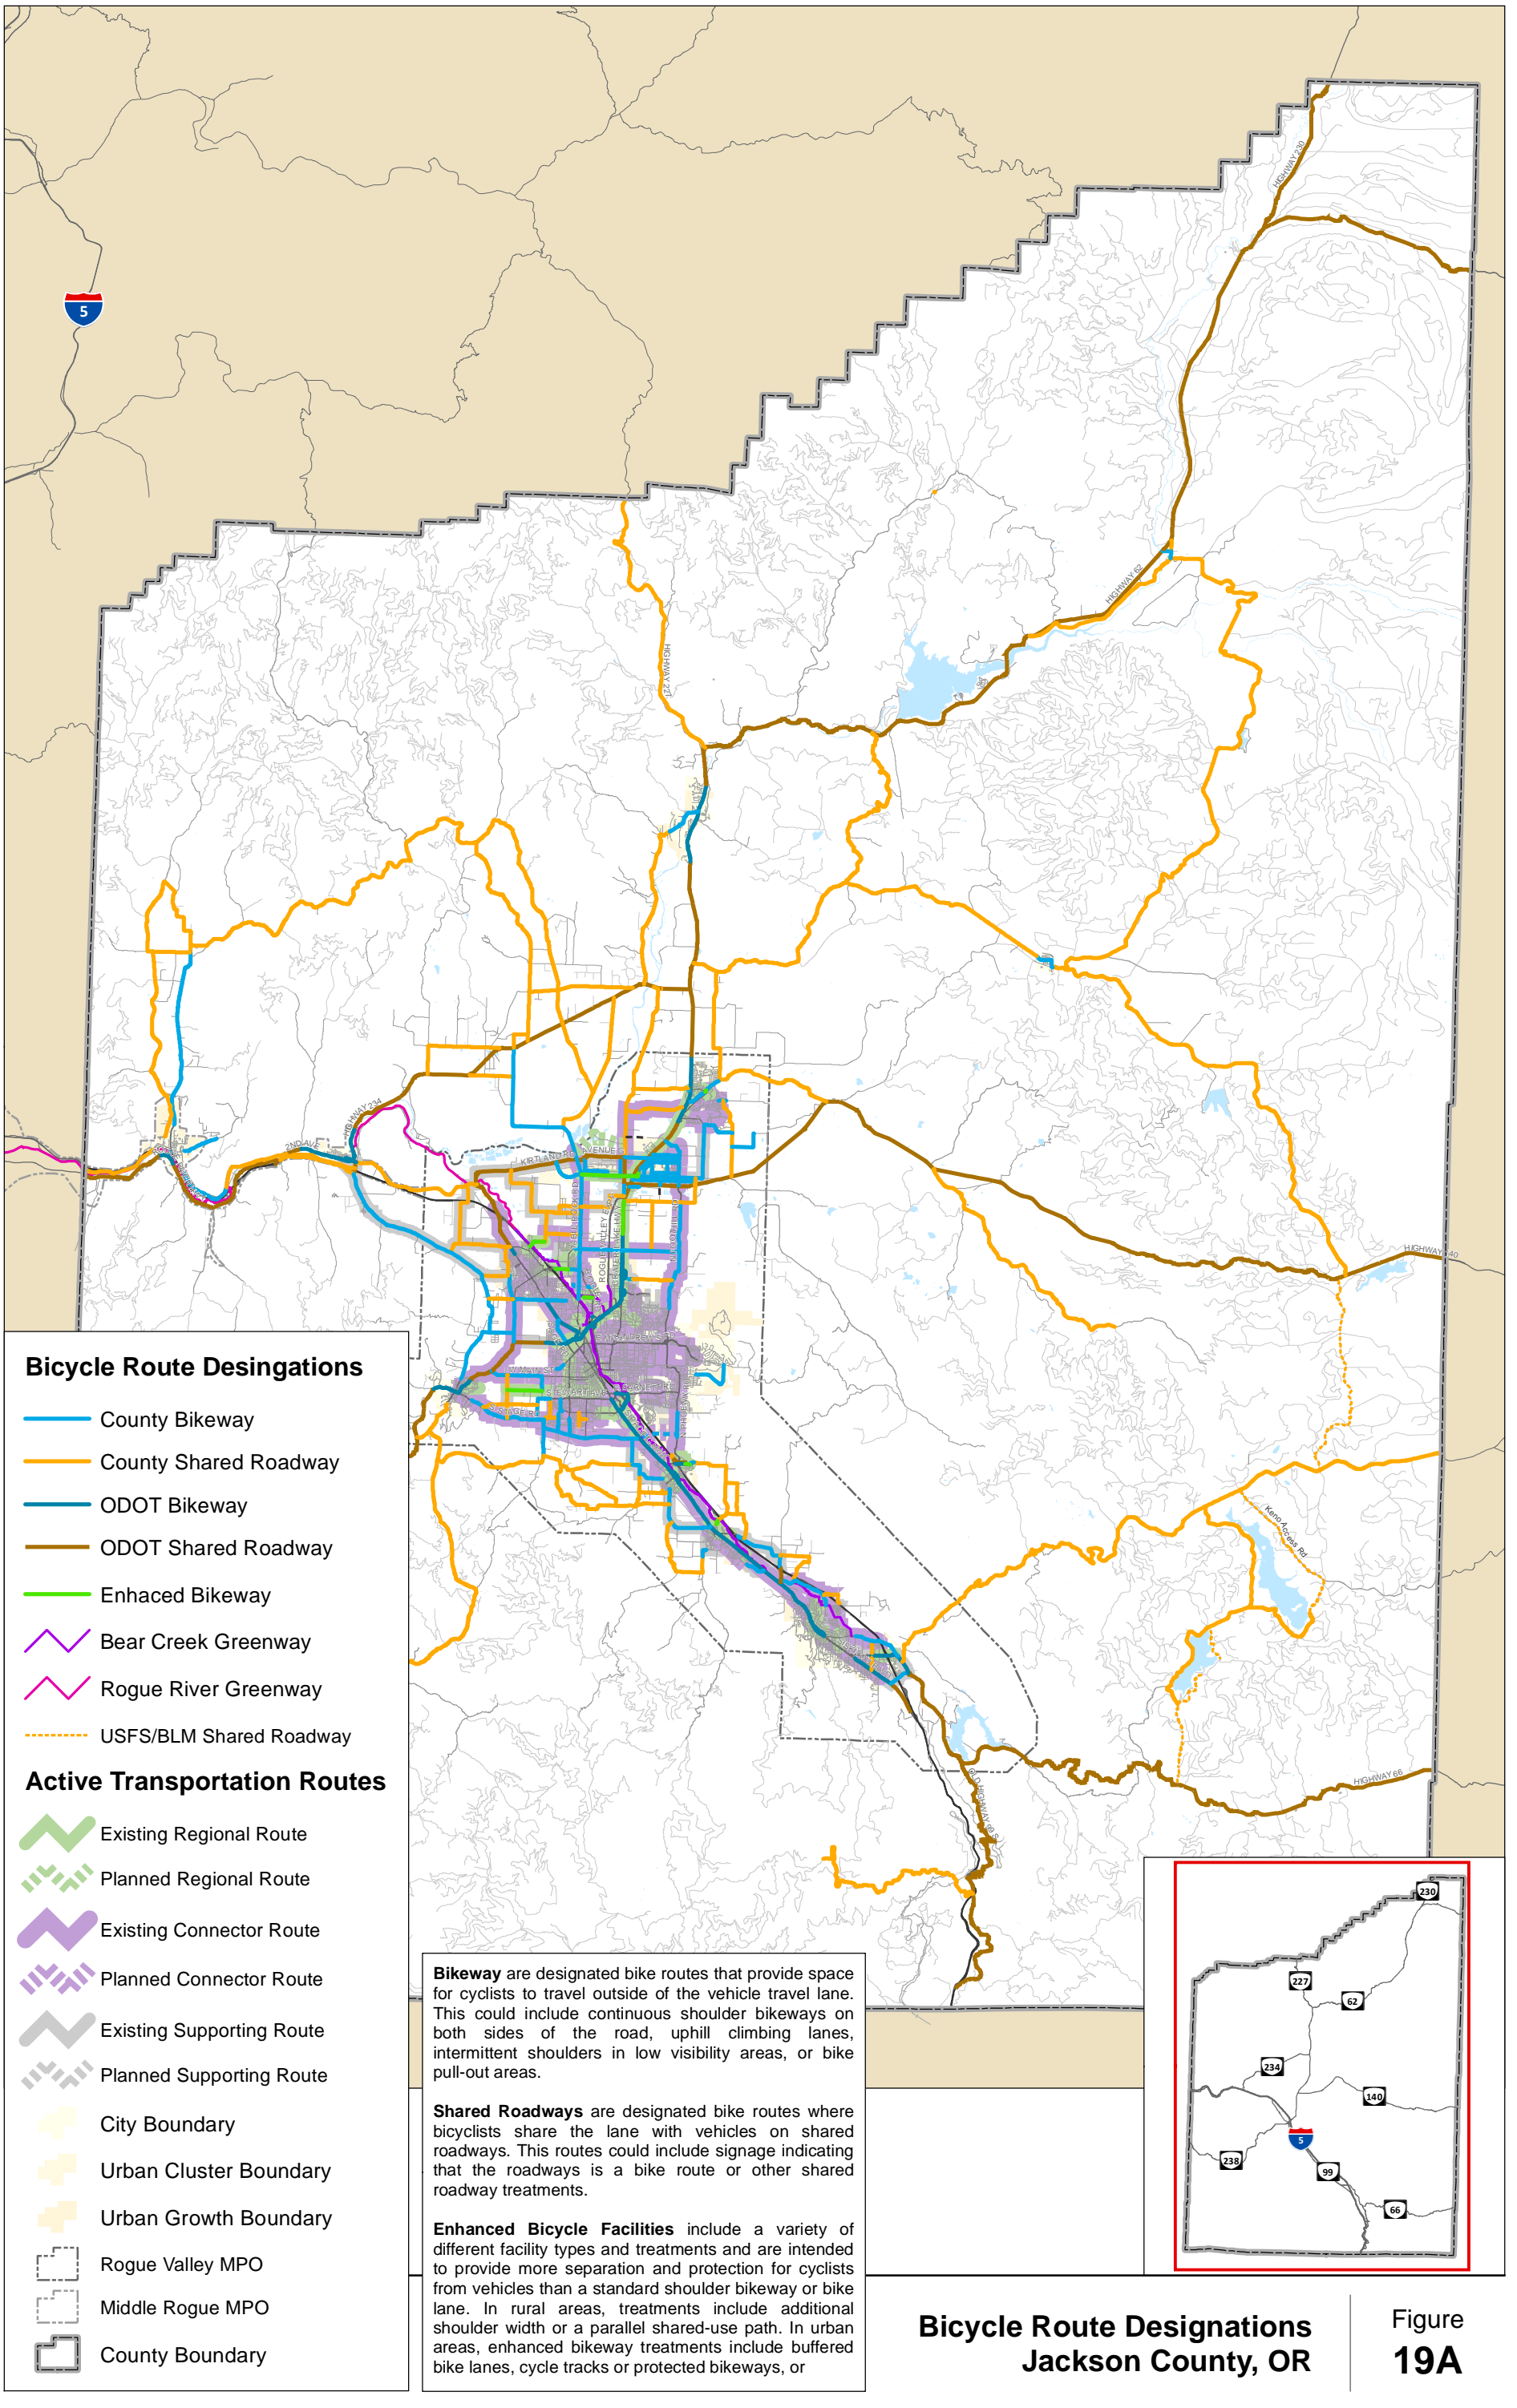 HIGHWAY 230
5
HIGHWAY 62
HIGHWAY 227
HIGHWAY 234
2ND AVE
KIRTLAND RD
AVENUE
HIGHWAY 140
Keno Access Rd
HIGHWAY 66
OLD HIGHWAY 99 S
Bicycle Route Desingations
County Bikeway
County Shared Roadway
ODOT Bikeway
ODOT Shared Roadway
Enhaced Bikeway
Bear Creek Greenway
Rogue River Greenway
USFS/BLM Shared Roadway
Active Transportation Routes
Existing Regional Route
Planned Regional Route
Existing Connector Route
Planned Connector Route
Existing Supporting Route
Planned Supporting Route
City Boundary
Urban Cluster Boundary
Urban Growth Boundary
Rogue Valley MPO
Middle Rogue MPO
County Boundary
Bikeway are designated bike routes that provide space
for cyclists to travel outside of the vehicle travel lane.
This could include continuous shoulder bikeways on
both sides of the road, uphill climbing lanes,
intermittent shoulders in low visibility areas, or bike
pull-out areas.
Shared Roadways are designated bike routes where
bicyclists share the lane with vehicles on shared
roadways. This routes could include signage indicating
that the roadways is a bike route or other shared
roadway treatments.
Enhanced Bicycle Facilities include a variety of
different facility types and treatments and are intended
to provide more separation and protection for cyclists
from vehicles than a standard shoulder bikeway or bike
lane. In rural areas, treatments include additional
shoulder width or a parallel shared-use path. In urban
areas, enhanced bikeway treatments include buffered
bike lanes, cycle tracks or protected bikeways, or
230
227
62
234
140
5
238
99
66
Bicycle Route Designations
Jackson County, OR
Figure
19A